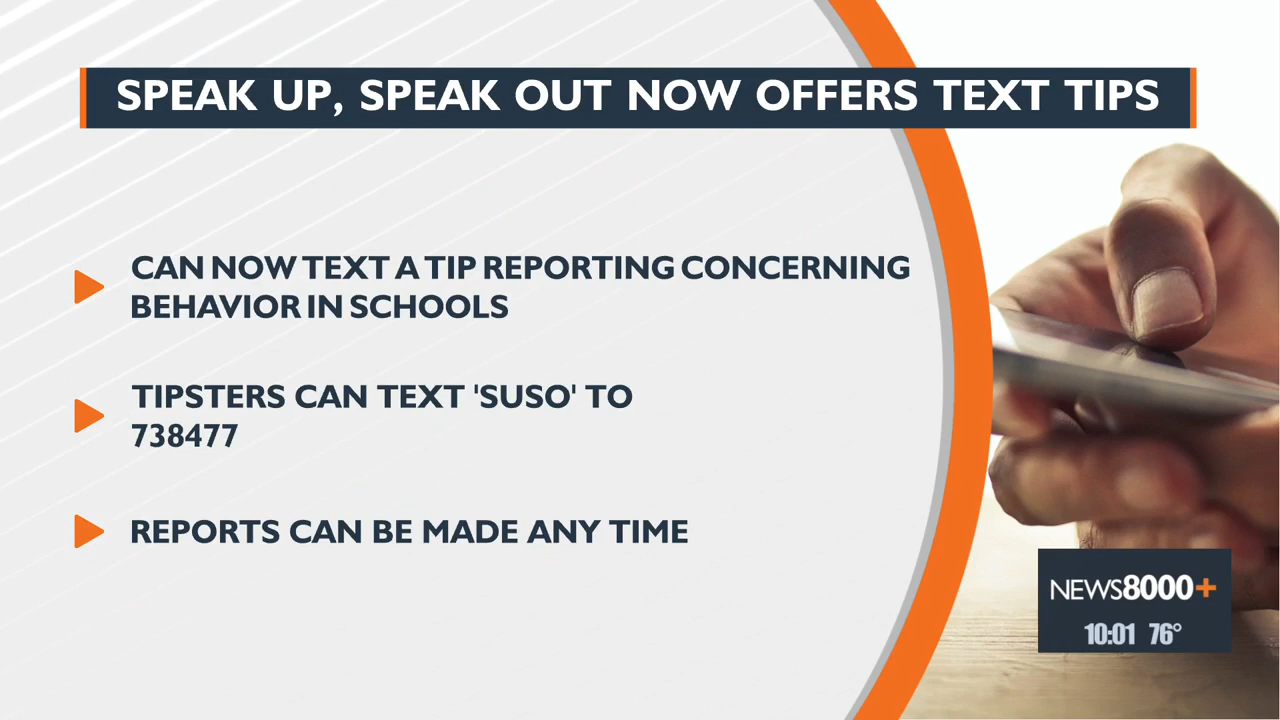 SPEAK UP, SPEAK OUT NOW OFFERS TEXT TIPS
CAN NOW TEXT A TIP REPORTING CONCERNING
BEHAVIOR IN SCHOOLS
TIPSTERS CAN TEXT 'SUSO' TO
738477
REPORTS CAN BE MADE ANY TIME
NEWS8000+
10:01 76°